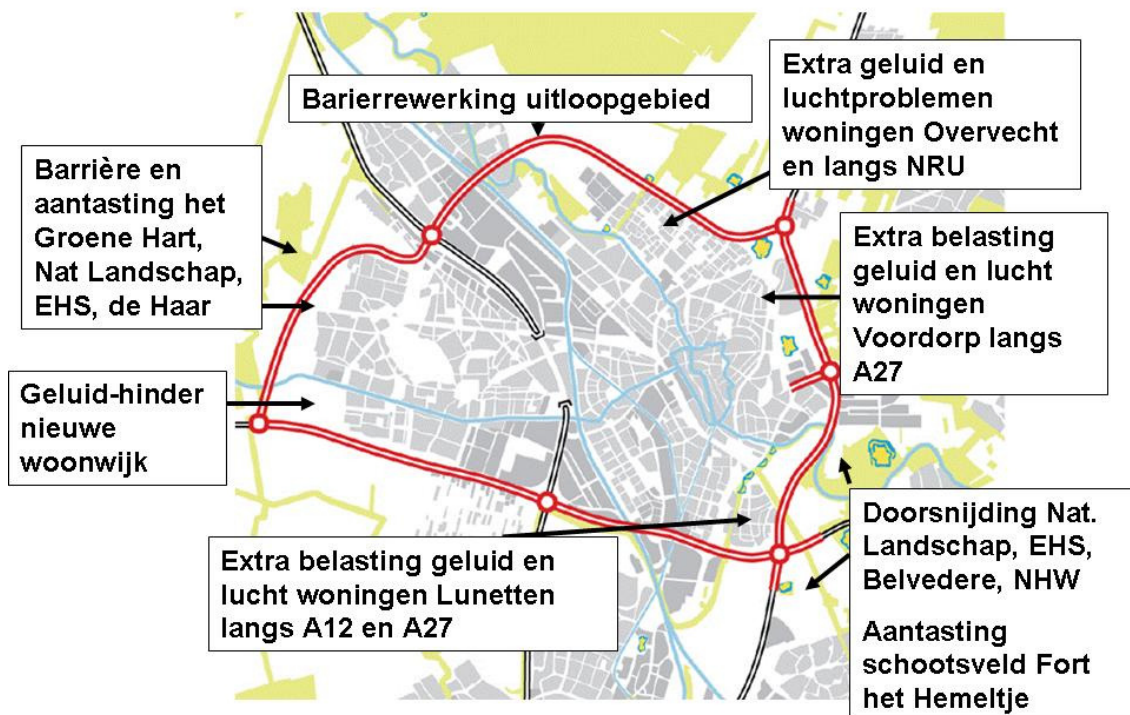 Barierrewerking uitloopgebied
Extra geluid en
luchtproblemen
woningen Overvecht
en langs NRU
Barrière en
aantasting het
Groene Hart,
Nat Landschap,
EHS, de Haar
Extra belasting
geluid en lucht
woningen
Voordorp langs
A27
Geluid-hinder
nieuwe
woonwijk
Extra belasting geluid en
lucht woningen Lunetten
langs A12 en A27
Doorsnijding Nat.
Landschap, EHS,
Belvedere, NHW
Aantasting
schootsveld Fort
het Hemeltje